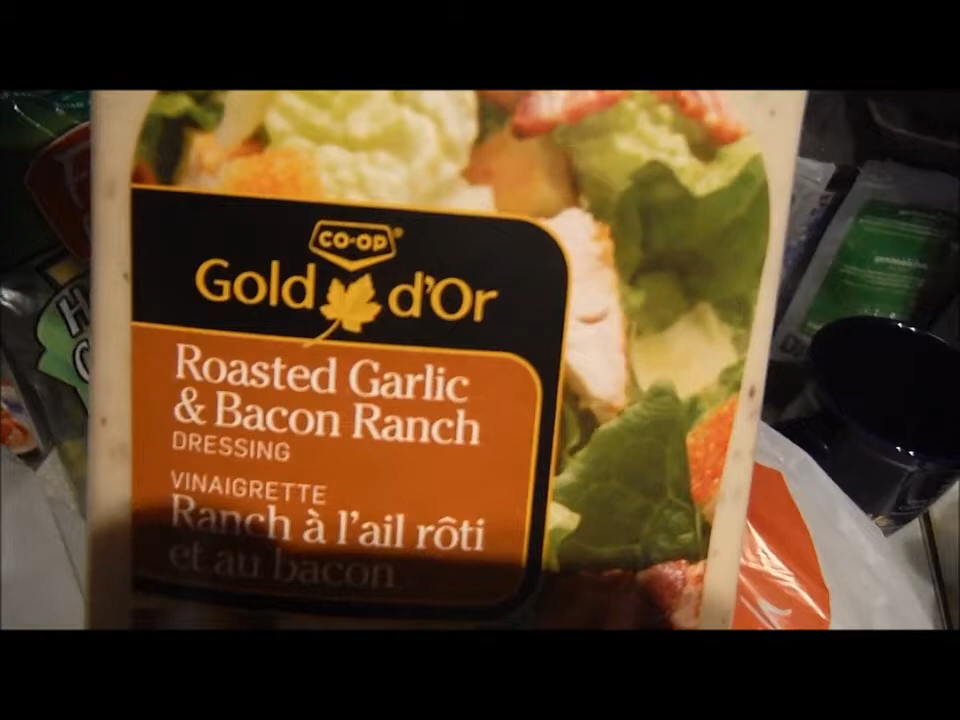 CO-OP®
Gold d'Or
Roasted Garlic
& Bacon Ranch
DRESSING
VINAIGRETTE
Ranch à l'ail rôti
et au bacon